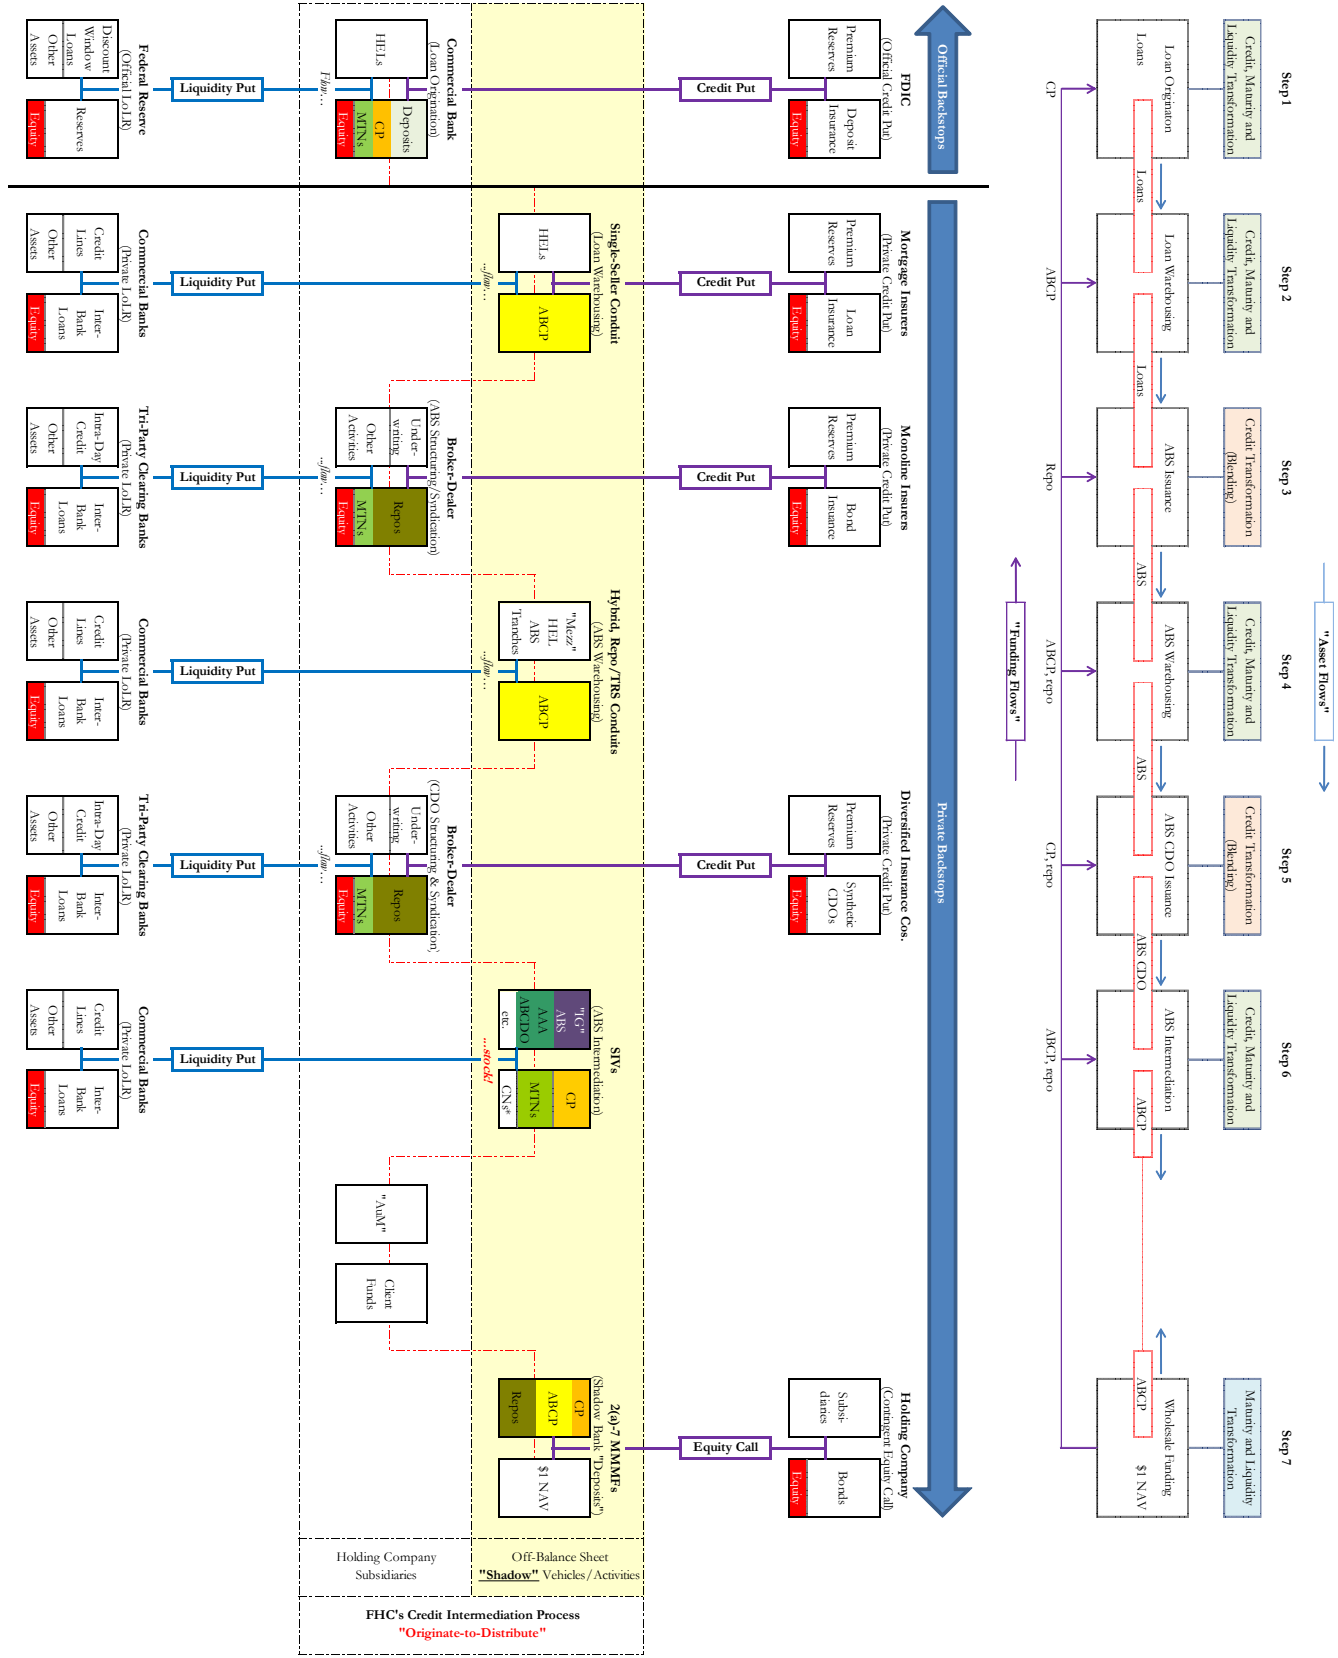 "Asset Flows"
Step 1
Step 2
Step 3
Step 4
Step 5
Step 6
Step 7
Credit, Maturity and
Liquidity Transformation
Credit, Maturity and
Liquidity Transformation
Credit Transformation
(Blending)
Credit, Maturity and
Liquidity Transformation
Credit Transformation
(Blending)
Credit, Maturity and
Liquidity Transformation
Maturity and Liquidity
Transformation
Loan Originaton
Loans
Loans
Loan Warehousing
Loans
ABS Issuance
ABS
ABS Warehousing
ABS
ABS CDO Issuance
ABS CDO
ABS Intermediation
ABCP
Wholesale Funding
ABCP
$1 NAV
CP
ABCP
Repo
ABCP, repo
CP, repo
ABCP, repo
"Funding Flows"
Official Backstops
Private Backstops
FDIC
(Official Credit Put)
Premium
Reserves
Deposit
Insurance
Equity
Mortgage Insurers
(Private Credit Put)
Premium
Reserves
Loan
Insurance
Equity
Monoline Insurers
(Private Credit Put)
Premium
Reserves
Bond
Insuance
Equity
Diversified Insurance Cos.
(Private Credit Put)
Premium
Reserves
Synthetic
CDOs
Equity
Holding Company
(Contingent Equity Call)
Subsi-
diaries
Bonds
Equity
Credit Put
Credit Put
Credit Put
Credit Put
Equity Call
Single-Seller Conduit
(Loan Warehousing)
HELs
ABCP
...flow…
Hybrid, Repo/TRS Conduits
(ABS Warehousing)
"Mezz"
HEL
ABS
Tranches
ABCP
...flow…
SIVs
(ABS Intermediation)
"IG"
ABS
AAA
ABCDO
etc.
CP
MTNs
CNs*
...stock!
2(a)-7 MMMFs
(Shadow Bank "Deposits")
CP
ABCP
Repos
$1 NAV
Off-Balance Sheet
"Shadow" Vehicles/Activities
Commercial Bank
(Loan Origination)
HELs
Deposits
CP
MTNs
Equity
Flow…
Broker-Dealer
(ABS Structuring/Syndication)
Under-
writing
Other
Activities
Repos
MTNs
Equity
...flow…
Broker-Dealer
(CDO Structuring & Syndication)
Under-
writing
Other
Activities
Repos
MTNs
Equity
...flow…
"AuM"
Client
Funds
Holding Company
Subsidiaries
FHC's Credit Intermediation Process
"Originate-to-Distribute"
Liquidity Put
Liquidity Put
Liquidity Put
Liquidity Put
Liquidity Put
Liquidity Put
Federal Reserve
(Official LoLR)
Discount
Window
Loans
Other
Assets
Reserves
Equity
Commercial Banks
(Private LoLR)
Credit
Lines
Other
Assets
Inter-
Bank
Loans
Equity
Tri-Party Clearing Banks
(Private LoLR)
Intra-Day
Credit
Other
Assets
Inter-
Bank
Loans
Equity
Commercial Banks
(Private LoLR)
Credit
Lines
Other
Assets
Inter-
Bank
Loans
Equity
Tri-Party Clearing Banks
(Private LoLR)
Intra-Day
Credit
Other
Assets
Inter-
Bank
Loans
Equity
Commercial Banks
(Private LoLR)
Credit
Lines
Other
Assets
Inter-
Bank
Loans
Equity